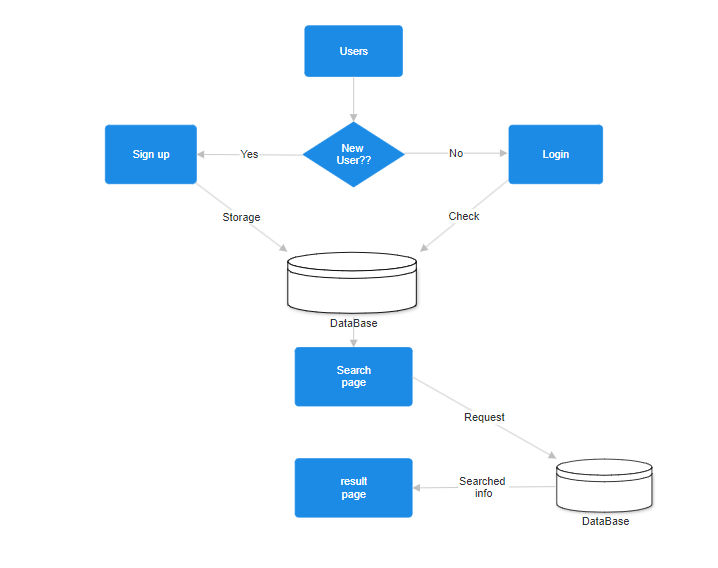 Users
New
User??
Sign up
Yes
No
Login
Storage
Check
DataBase
Search
page
Request
result
page
Searched
info
DataBase